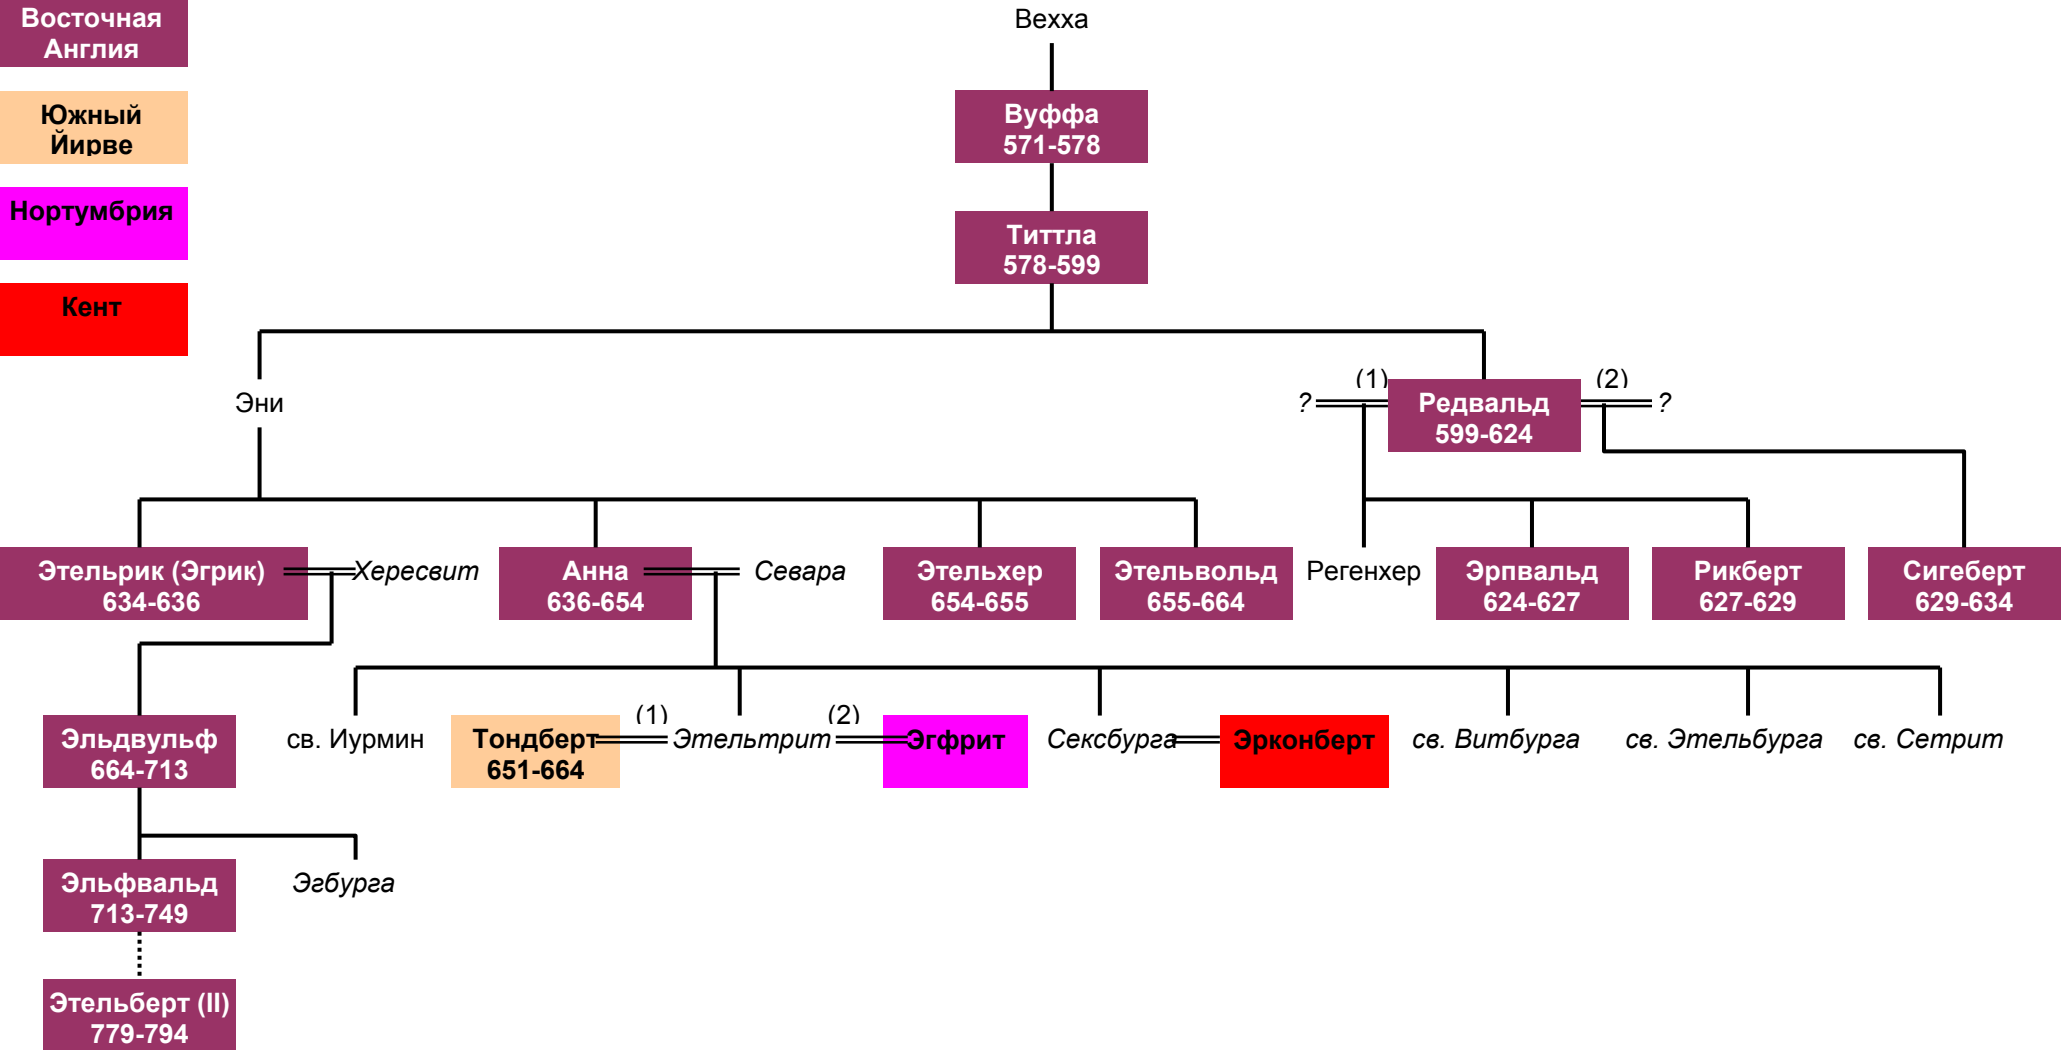 Восточная
Англия
Южный
Йирве
Нортумбрия
Кент
Вехха
Вуффа
571-578
Титтла
578-599
Эни
?
(1)
Редвальд
599-624
(2)
?
Этельрик (Эгрик)
634-636
Хересвит
Анна
636-654
Севара
Этельхер
654-655
Этельвольд
655-664
Регенхер
Эрпвальд
624-627
Рикберт
627-629
Сигеберт
629-634
Эльдвульф
664-713
св. Иурмин
Тондберт
651-664
(1)
Этельтрит
(2)
Эгфрит
Сексбурга
Эрконберт
св. Витбурга
св. Этельбурга
св. Сетрит
Эльфвальд
713-749
Эгбурга
Этельберт (II)
779-794